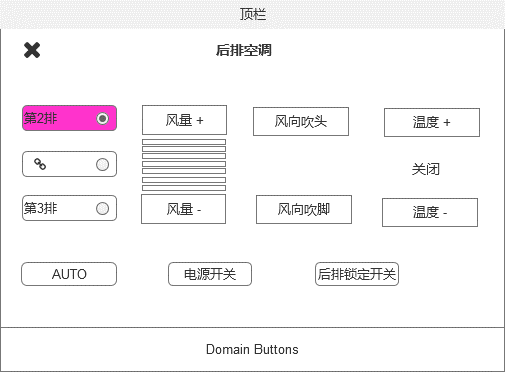 顶栏
后排空调
第2排
风量 +
风向吹头
温度 +
关闭
第3排
风量 -
风向吹脚
温度 -
AUTO
电源开关
后排锁定开关
Domain Buttons